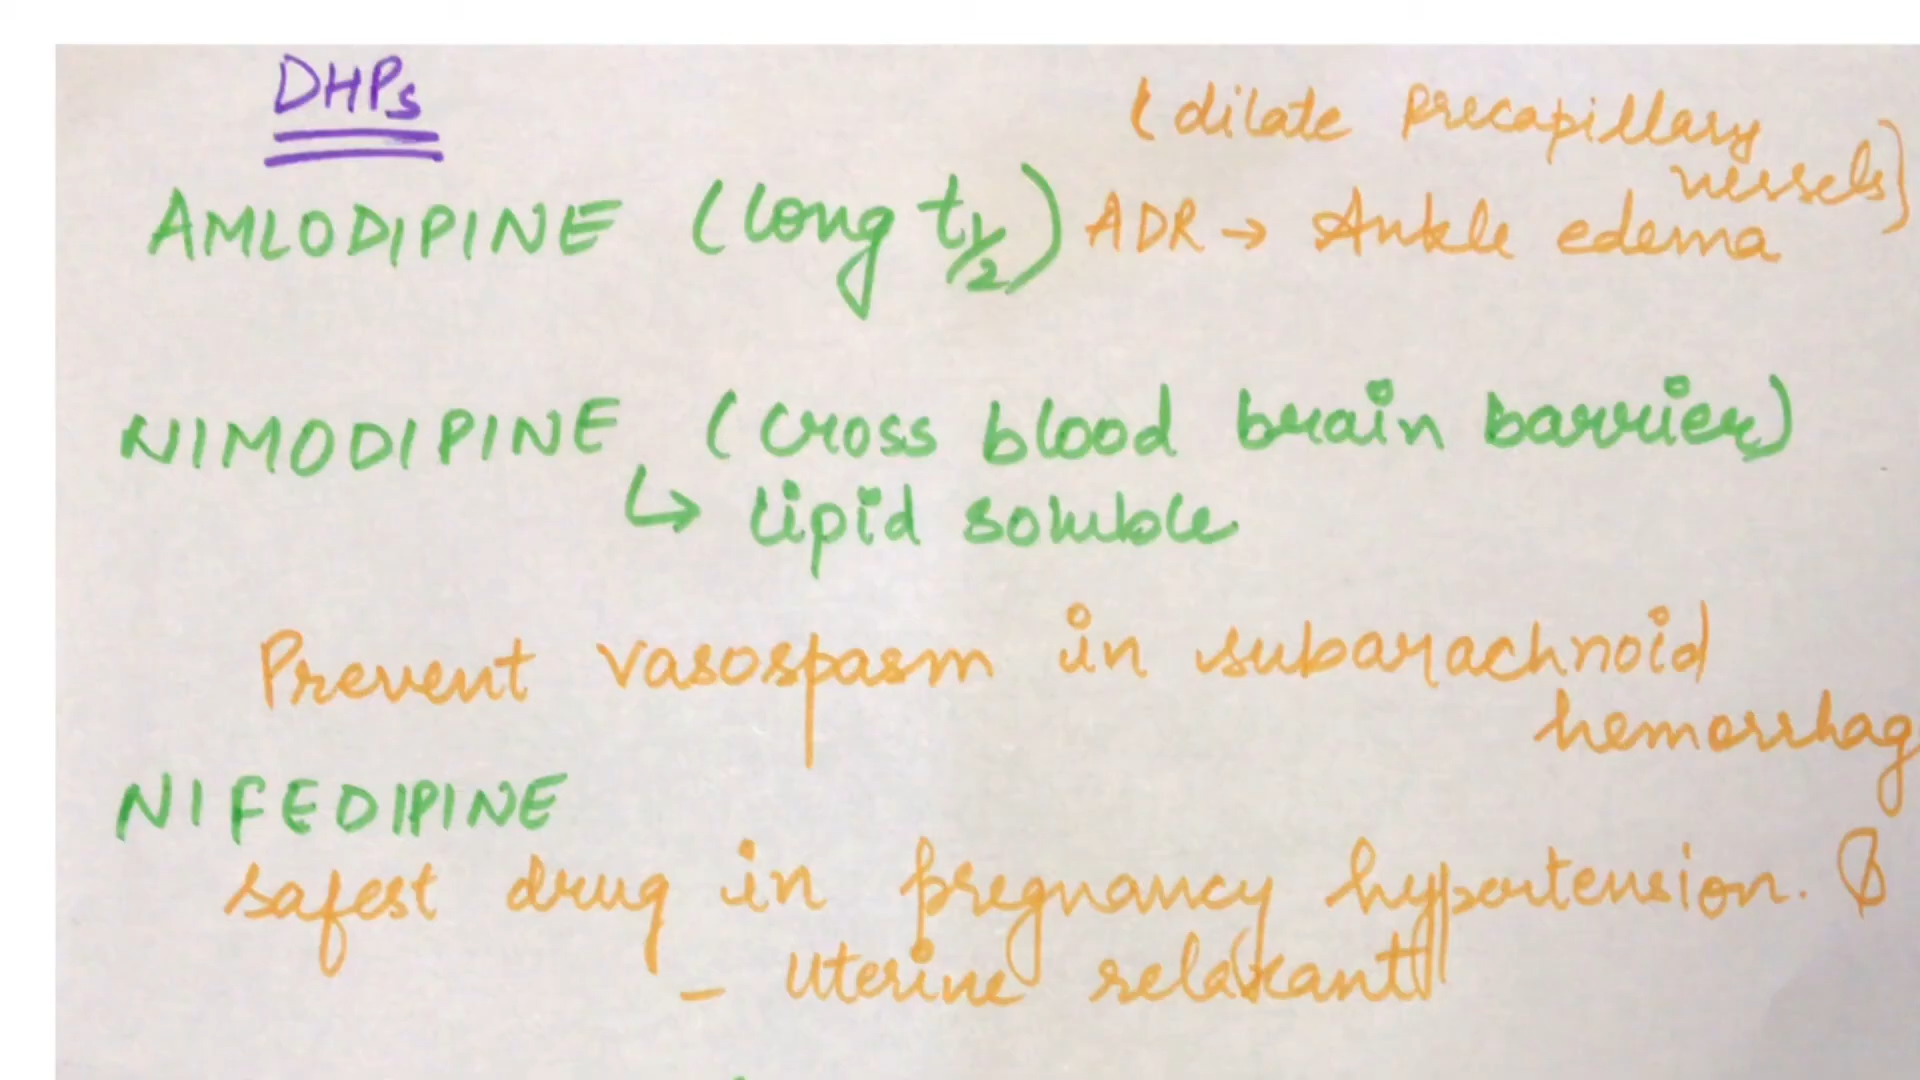 DHPs
(dilate precapillary
vessels)
AMLODIPINE (long t1/2) ADR → Ankle edema
NIMODIPINE (cross blood brain barrier)
↳ lipid soluble
Prevent vasospasm in subarachnoid
hemorrhag
NIFEDIPINE
safest drug in pregnancy hypertension.
- uterine relaxant